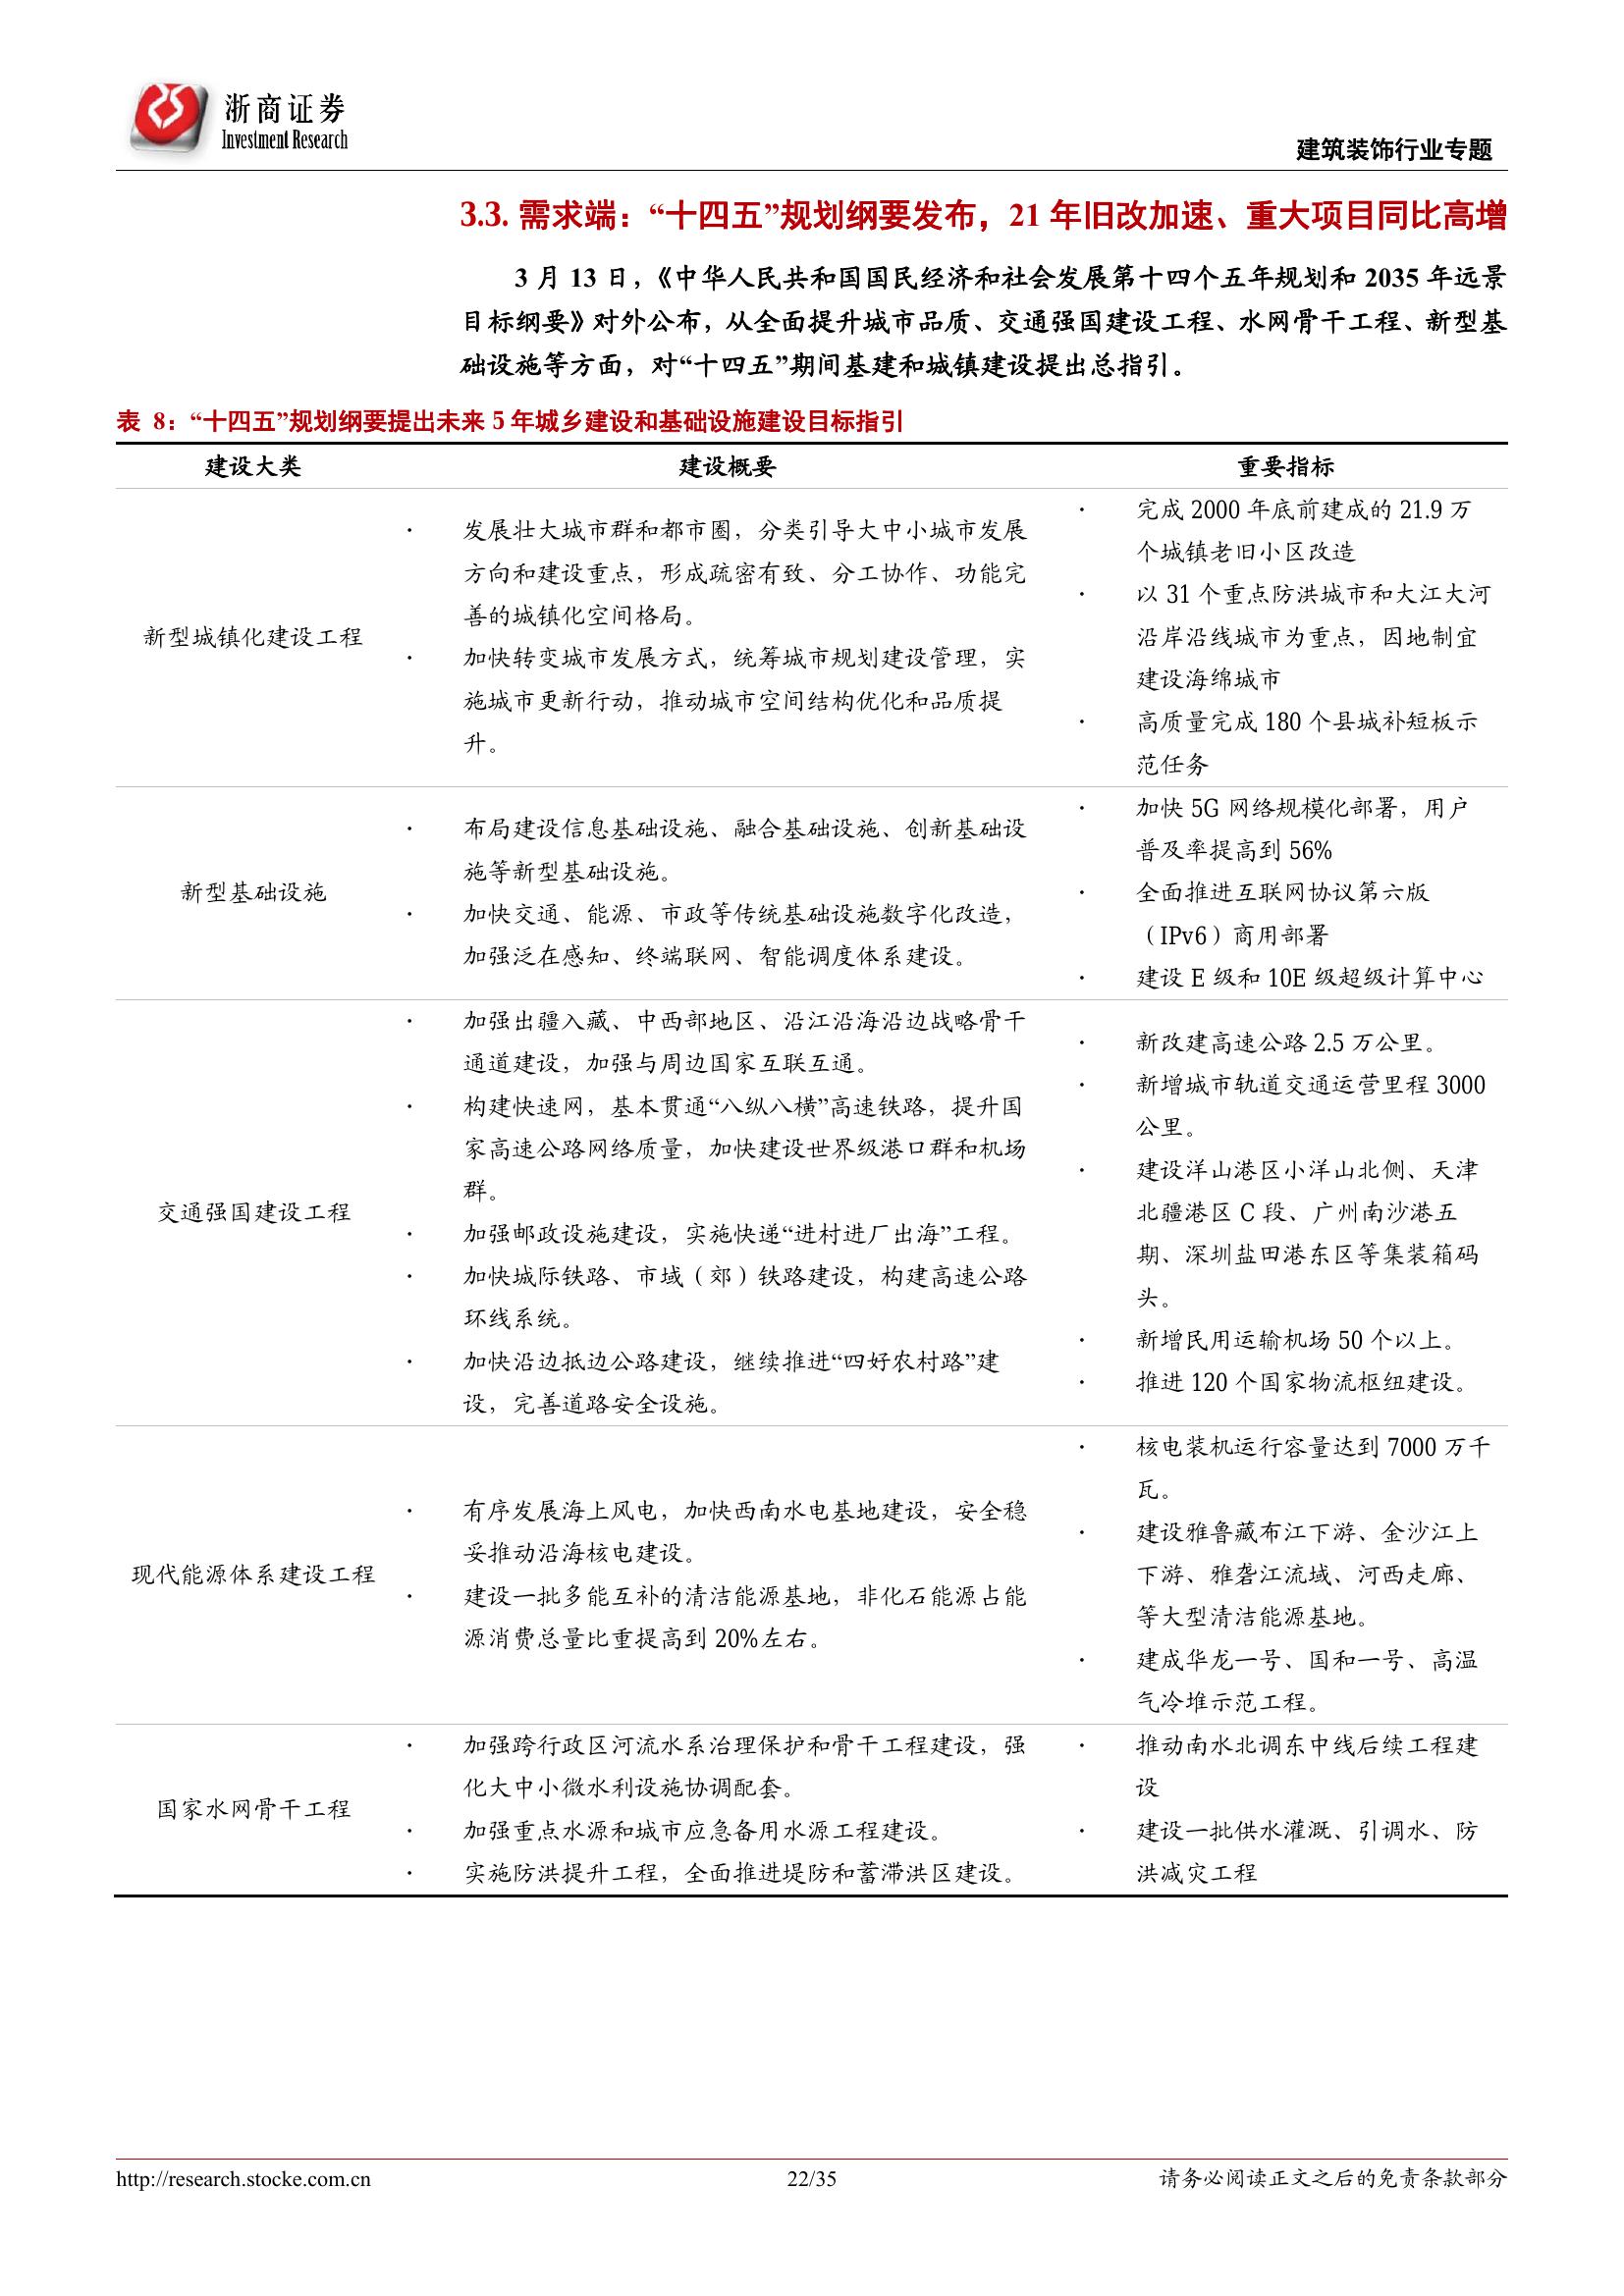 浙商证券
Investment Research
建筑装饰行业专题
3.3. 需求端：“十四五”规划纲要发布，21 年旧改加速、重大项目同比高增
3 月 13 日，《中华人民共和国国民经济和社会发展第十四个五年规划和 2035 年远景
目标纲要》对外公布，从全面提升城市品质、交通强国建设工程、水网骨干工程、新型基
础设施等方面，对“十四五”期间基建和城镇建设提出总指引。
表 8：“十四五”规划纲要提出未来 5 年城乡建设和基础设施建设目标指引
建设大类 建设概要 重要指标
新型城镇化建设工程
· 发展壮大城市群和都市圈，分类引导大中小城市发展
方向和建设重点，形成疏密有致、分工协作、功能完
善的城镇化空间格局。
· 加快转变城市发展方式，统筹城市规划建设管理，实
施城市更新行动，推动城市空间结构优化和品质提
升。
· 完成 2000 年底前建成的 21.9 万
个城镇老旧小区改造
· 以 31 个重点防洪城市和大江大河
沿岸沿线城市为重点，因地制宜
建设海绵城市
· 高质量完成 180 个县城补短板示
范任务
新型基础设施
· 布局建设信息基础设施、融合基础设施、创新基础设
施等新型基础设施。
· 加快交通、能源、市政等传统基础设施数字化改造，
加强泛在感知、终端联网、智能调度体系建设。
· 加快 5G 网络规模化部署，用户
普及率提高到 56%
· 全面推进互联网协议第六版
（IPv6）商用部署
· 建设 E 级和 10E 级超级计算中心
交通强国建设工程
· 加强出疆入藏、中西部地区、沿江沿海沿边战略骨干
通道建设，加强与周边国家互联互通。
· 构建快速网，基本贯通“八纵八横”高速铁路，提升国
家高速公路网络质量，加快建设世界级港口群和机场
群。
· 加强邮政设施建设，实施快递“进村进厂出海”工程。
· 加快城际铁路、市域（郊）铁路建设，构建高速公路
环线系统。
· 加快沿边抵边公路建设，继续推进“四好农村路”建
设，完善道路安全设施。
· 新改建高速公路 2.5 万公里。
· 新增城市轨道交通运营里程 3000
公里。
· 建设洋山港区小洋山北侧、天津
北疆港区 C 段、广州南沙港五
期、深圳盐田港东区等集装箱码
头。
· 新增民用运输机场 50 个以上。
· 推进 120 个国家物流枢纽建设。
现代能源体系建设工程
· 有序发展海上风电，加快西南水电基地建设，安全稳
妥推动沿海核电建设。
· 建设一批多能互补的清洁能源基地，非化石能源占能
源消费总量比重提高到 20%左右。
· 核电装机运行容量达到 7000 万千
瓦。
· 建设雅鲁藏布江下游、金沙江上
下游、雅砻江流域、河西走廊、
等大型清洁能源基地。
· 建成华龙一号、国和一号、高温
气冷堆示范工程。
国家水网骨干工程
· 加强跨行政区河流水系治理保护和骨干工程建设，强
化大中小微水利设施协调配套。
· 加强重点水源和城市应急备用水源工程建设。
· 实施防洪提升工程，全面推进堤防和蓄滞洪区建设。
· 推动南水北调东中线后续工程建
设
· 建设一批供水灌溉、引调水、防
洪减灾工程
http://research.stocke.com.cn 22/35 请务必阅读正文之后的免责条款部分